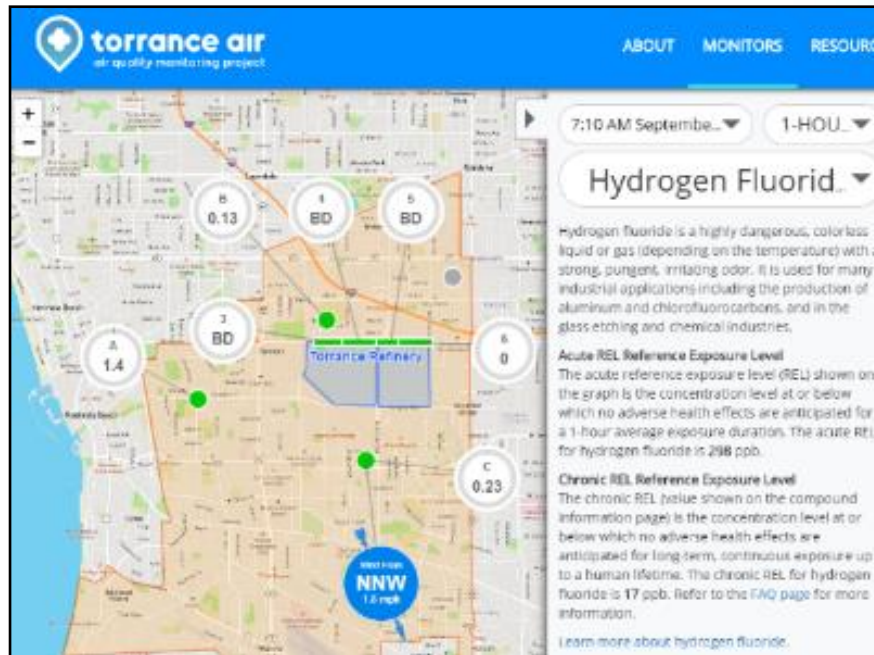 torrance air
air quality monitoring project
ABOUT MONITORS RESOURC
+
−
7:10 AM Septembe...
1-HOU...
Hydrogen Fluorid...
Hydrogen fluoride is a highly dangerous, colorless
liquid or gas (depending on the temperature) with a
strong, pungent, irritating odor. It is used for many
industrial applications including the production of
aluminum and chlorofluorocarbons, and in the
glass etching and chemical industries.
Acute REL Reference Exposure Level
The acute reference exposure level (REL) shown on
the graph is the concentration level at or below
which no adverse health effects are anticipated for
a 1-hour average exposure duration. The acute REL
for hydrogen fluoride is 298 ppb.
Chronic REL Reference Exposure Level
The chronic REL (value shown on the compound
information page) is the concentration level at or
below which no adverse health effects are
anticipated for long-term, continuous exposure up
to a human lifetime. The chronic REL for hydrogen
fluoride is 17 ppb. Refer to the FAQ page for more
information.
Learn more about hydrogen fluoride.
B
0.13
4
BD
5
BD
3
BD
A
1.4
6
0
Torrance Refinery
C
0.23
Wind From
NNW
1.6 mph